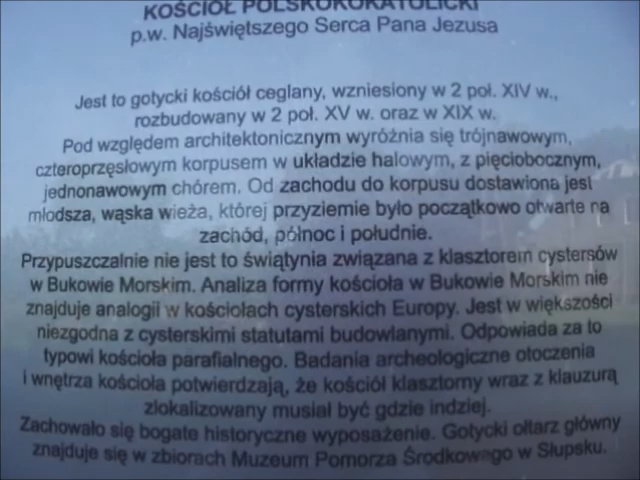 KOŚCIÓŁ POLSKOKOKATOLICKI
p.w. Najświętszego Serca Pana Jezusa
Jest to gotycki kościół ceglany, wzniesiony w 2 poł. XIV w.,
rozbudowany w 2 poł. XV w. oraz w XIX w.
Pod względem architektonicznym wyróżnia się trójnawowym,
czteroprzęsłowym korpusem w układzie halowym, z pięciobocznym,
jednonawowym chórem. Od zachodu do korpusu dostawiona jest
młodsza, wąska wieża, której przyziemie było początkowo otwarte na
zachód, północ i południe.
Przypuszczalnie nie jest to świątynia związana z klasztorem cystersów
w Bukowie Morskim. Analiza formy kościoła w Bukowie Morskim nie
znajduje analogii w kościołach cysterskich Europy. Jest w większości
niezgodna z cysterskimi statutami budowlanymi. Odpowiada za to
typowi kościoła parafialnego. Badania archeologiczne otoczenia
i wnętrza kościoła potwierdzają, że kościół klasztorny wraz z klauzurą
zlokalizowany musiał być gdzie indziej.
Zachowało się bogate historyczne wyposażenie. Gotycki ołtarz główny
znajduje się w zbiorach Muzeum Pomorza Środkowego w Słupsku.